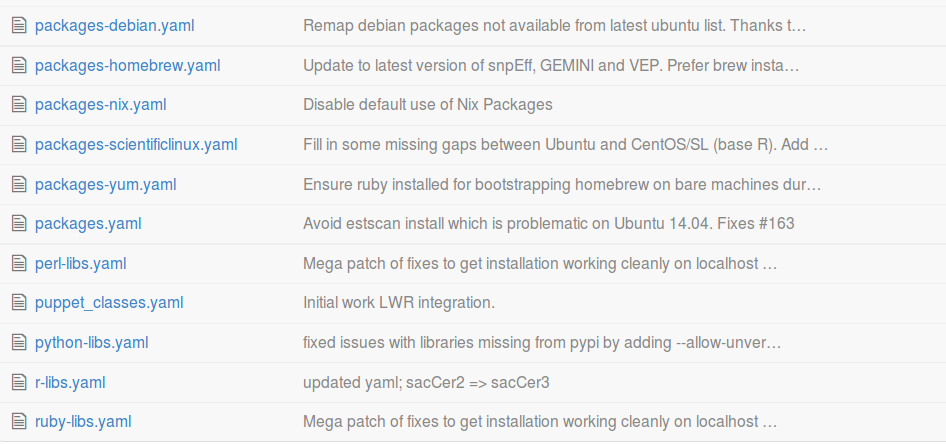 packages-debian.yaml Remap debian packages not available from latest ubuntu list. Thanks t…
packages-homebrew.yaml Update to latest version of snpEff, GEMINI and VEP. Prefer brew insta…
packages-nix.yaml Disable default use of Nix Packages
packages-scientificlinux.yaml Fill in some missing gaps between Ubuntu and CentOS/SL (base R). Add …
packages-yum.yaml Ensure ruby installed for bootstrapping homebrew on bare machines dur…
packages.yaml Avoid estscan install which is problematic on Ubuntu 14.04. Fixes #163
perl-libs.yaml Mega patch of fixes to get installation working cleanly on localhost …
puppet_classes.yaml Initial work LWR integration.
python-libs.yaml fixed issues with libraries missing from pypi by adding --allow-unver…
r-libs.yaml updated yaml; sacCer2 => sacCer3
ruby-libs.yaml Mega patch of fixes to get installation working cleanly on localhost …